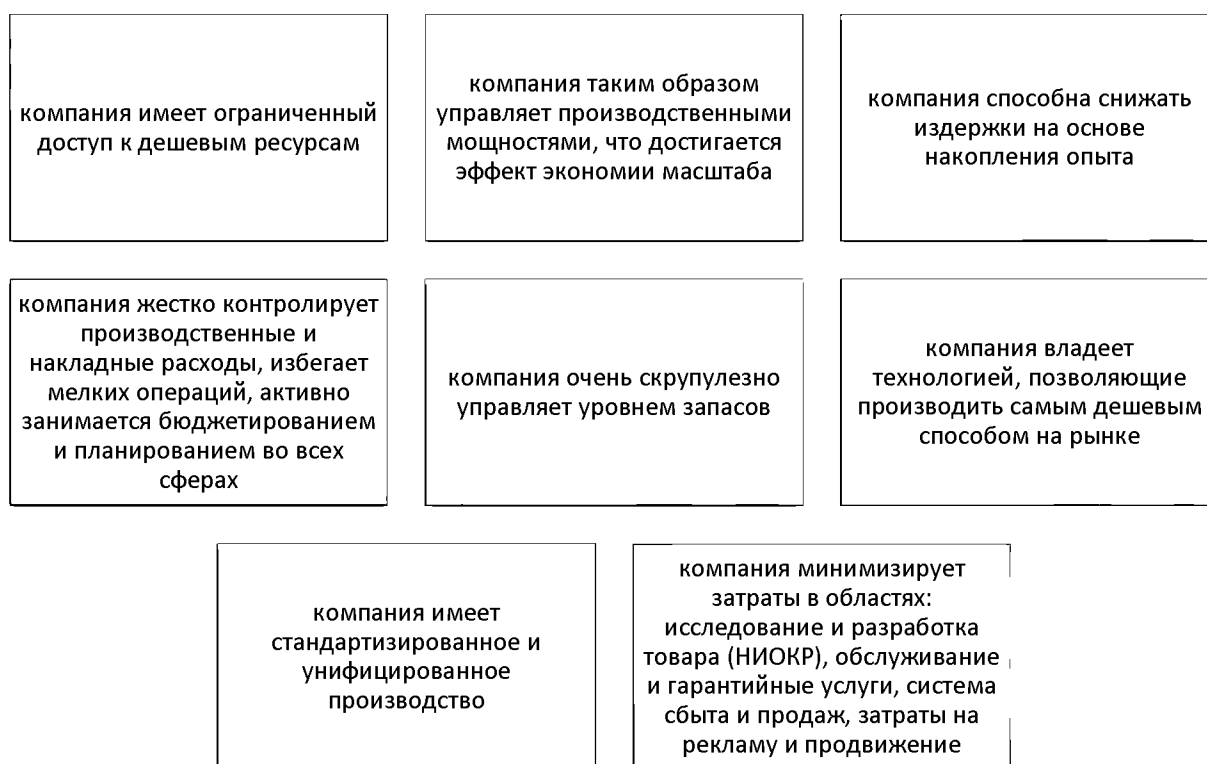 компания имеет ограниченный
доступ к дешевым ресурсам
компания таким образом
управляет производственными
мощностями, что достигается
эффект экономии масштаба
компания способна снижать
издержки на основе
накопления опыта
компания жестко контролирует
производственные и
накладные расходы, избегает
мелких операций, активно
занимается бюджетированием
и планированием во всех
сферах
компания очень скрупулезно
управляет уровнем запасов
компания владеет
технологией, позволяющие
производить самым дешевым
способом на рынке
компания имеет
стандартизированное и
унифицированное
производство
компания минимизирует
затраты в областях:
исследование и разработка
товара (НИОКР), обслуживание
и гарантийные услуги, система
сбыта и продаж, затраты на
рекламу и продвижение